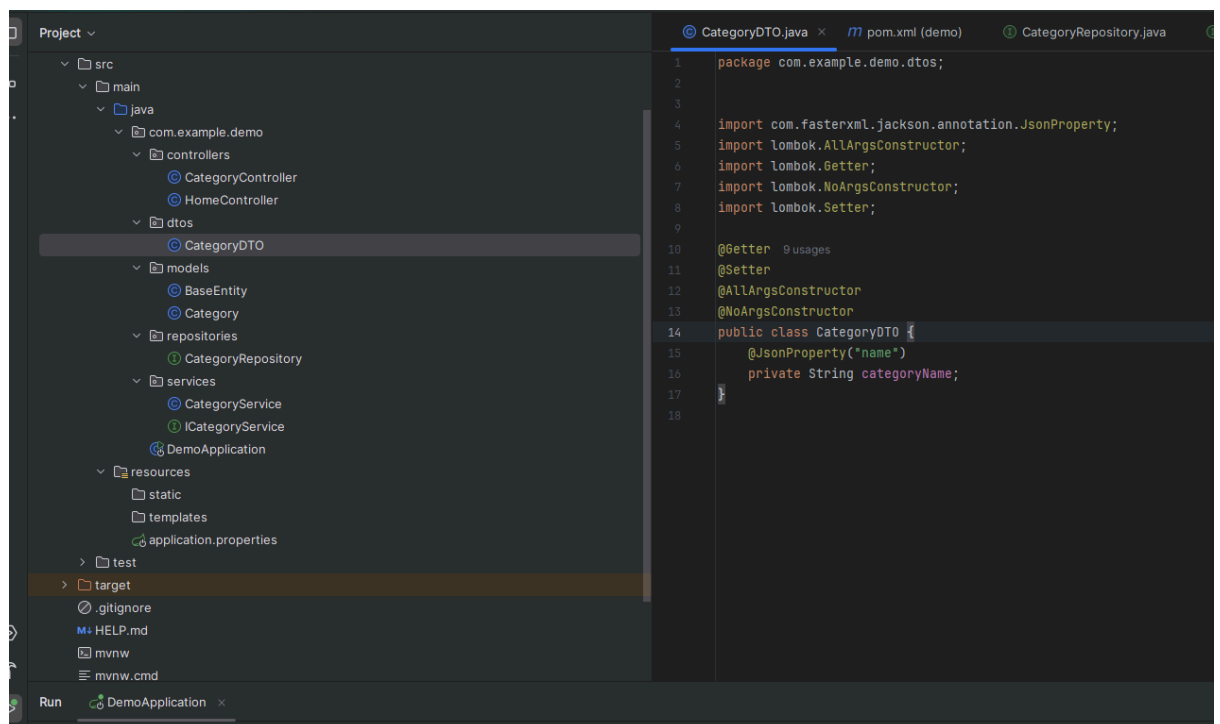 Project
CategoryDTO.java
pom.xml (demo)
CategoryRepository.java
src
main
java
com.example.demo
controllers
CategoryController
HomeController
dtos
CategoryDTO
models
BaseEntity
Category
repositories
CategoryRepository
services
CategoryService
ICategoryService
DemoApplication
resources
static
templates
application.properties
test
target
.gitignore
HELP.md
mvnw
mvnw.cmd
1 package com.example.demo.dtos;
2
3
4 import com.fasterxml.jackson.annotation.JsonProperty;
5 import lombok.AllArgsConstructor;
6 import lombok.Getter;
7 import lombok.NoArgsConstructor;
8 import lombok.Setter;
9
10 @Getter 9 usages
11 @Setter
12 @AllArgsConstructor
13 @NoArgsConstructor
14 public class CategoryDTO {
15 @JsonProperty("name")
16 private String categoryName;
17 }
18
Run DemoApplication